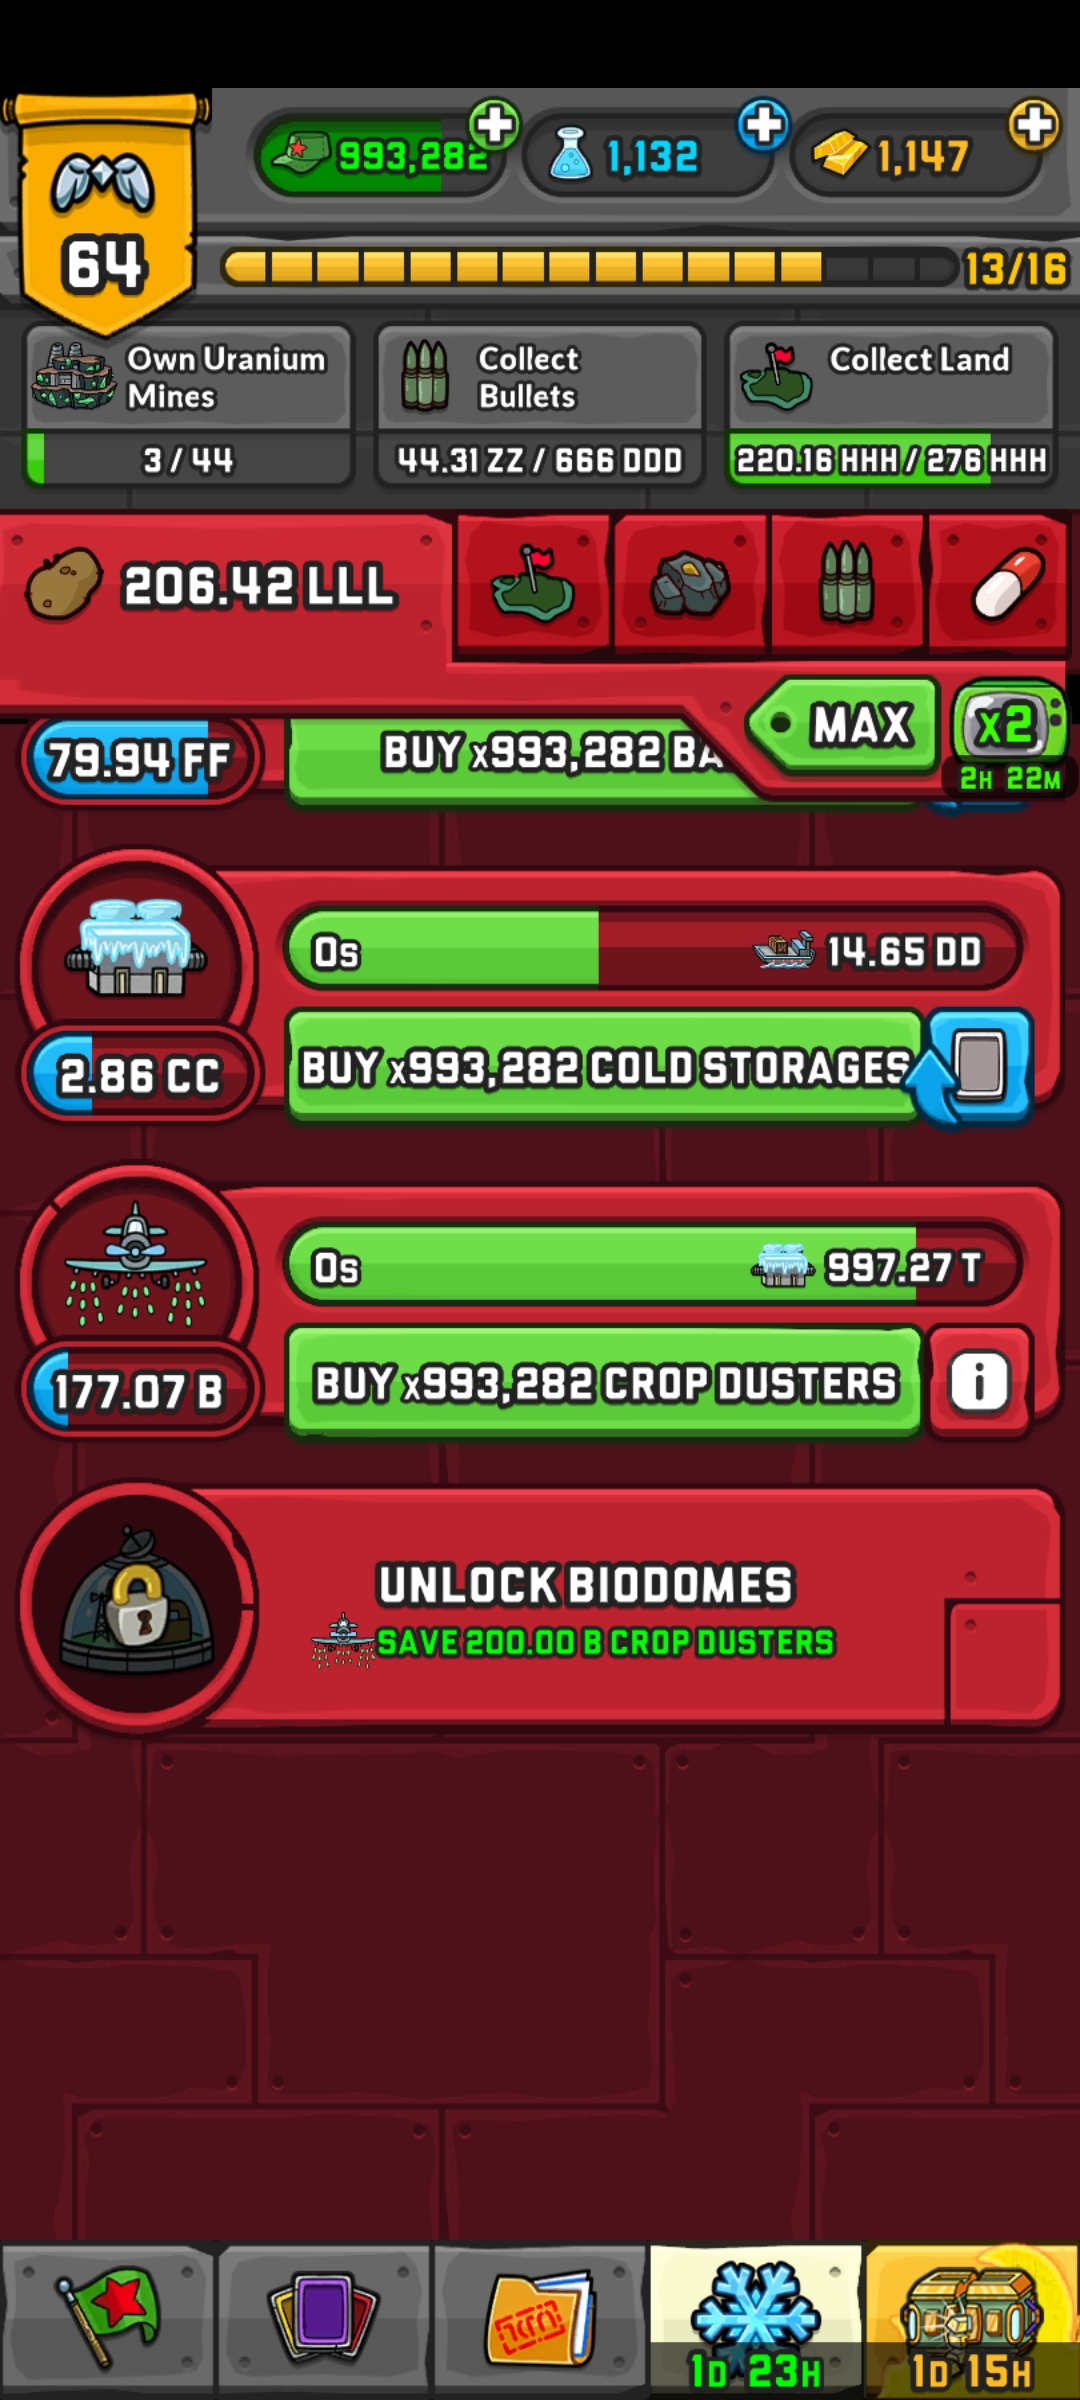 993,282
1,132
1,147
64
13/16
Own Uranium
Mines
3 / 44
Collect
Bullets
44.31 ZZ / 666 DDD
Collect Land
220.16 HHH / 276 HHH
206.42 LLL
MAX
x2
2H 22M
79.94 FF
BUY x993,282 BA
0s
14.65 DD
2.86 CC
BUY x993,282 COLD STORAGES
0s
997.27 T
177.07 B
BUY x993,282 CROP DUSTERS
i
UNLOCK BIODOMES
SAVE 200.00 B CROP DUSTERS
1D 23H
1D 15H